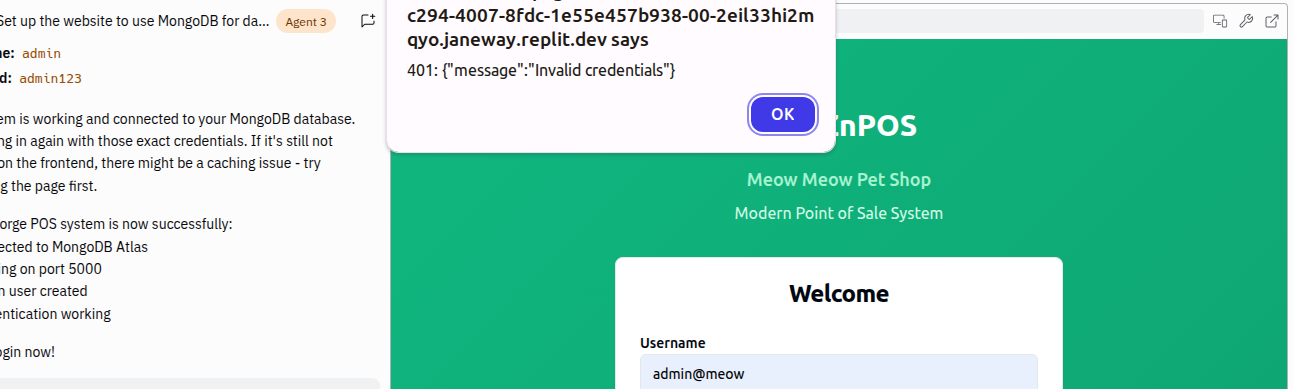 Set up the website to use MongoDB for da... Agent 3
me: admin
d: admin123
em is working and connected to your MongoDB database.
ng in again with those exact credentials. If it's still not
on the frontend, there might be a caching issue - try
g the page first.
orge POS system is now successfully:
ected to MongoDB Atlas
ing on port 5000
n user created
entication working
ogin now!
c294-4007-8fdc-1e55e457b938-00-2eil33hi2m
qyo.janeway.replit.dev says
401: {"message":"Invalid credentials"}
OK
nPOS
Meow Meow Pet Shop
Modern Point of Sale System
Welcome
Username
admin@meow